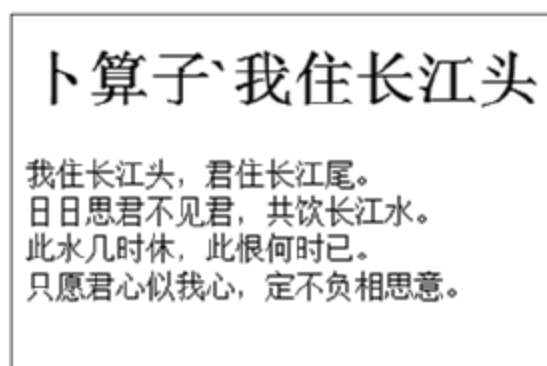 卜算子`我住长江头
我住长江头，君住长江尾。
日日思君不见君，共饮长江水。
此水几时休，此恨何时已。
只愿君心似我心，定不负相思意。